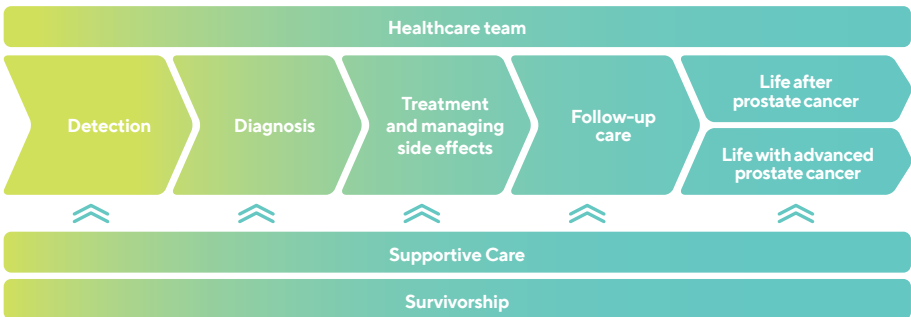 Healthcare team
Detection
Diagnosis
Treatment
and managing
side effects
Follow-up
care
Life after
prostate cancer
Life with advanced
prostate cancer
Supportive Care
Survivorship